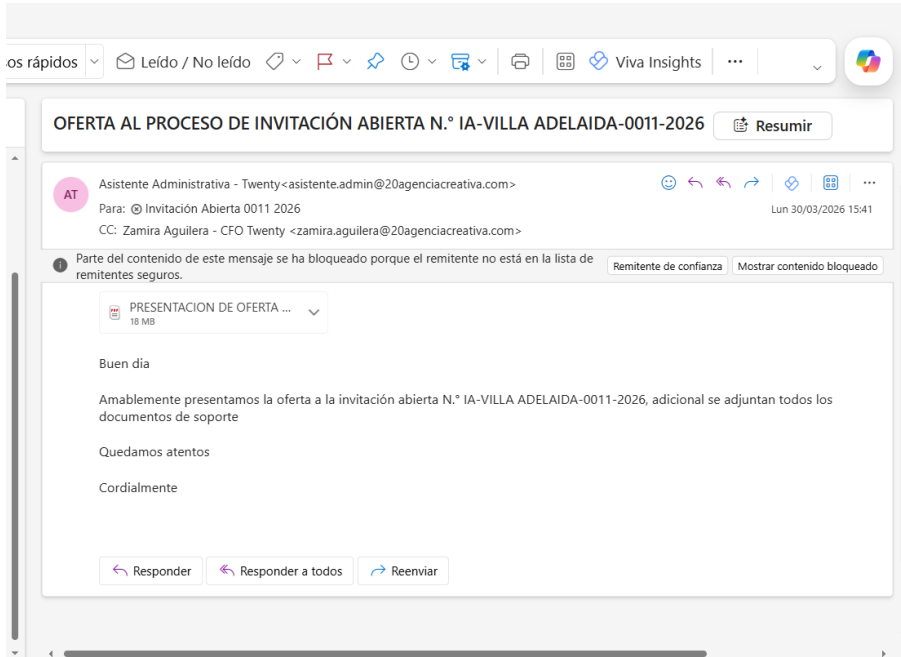 os rápidos
Leído / No leído
Viva Insights
OFERTA AL PROCESO DE INVITACIÓN ABIERTA N.° IA-VILLA ADELAIDA-0011-2026
Resumir
AT
Asistente Administrativa - Twenty<asistente.admin@20agenciacreativa.com>
Para: Invitación Abierta 0011 2026
Lun 30/03/2026 15:41
CC: Zamira Aguilera - CFO Twenty <zamira.aguilera@20agenciacreativa.com>
Parte del contenido de este mensaje se ha bloqueado porque el remitente no está en la lista de
remitentes seguros.
Remitente de confianza
Mostrar contenido bloqueado
PRESENTACION DE OFERTA ...
18 MB
Buen dia
Amablemente presentamos la oferta a la invitación abierta N.° IA-VILLA ADELAIDA-0011-2026, adicional se adjuntan todos los
documentos de soporte
Quedamos atentos
Cordialmente
Responder
Responder a todos
Reenviar